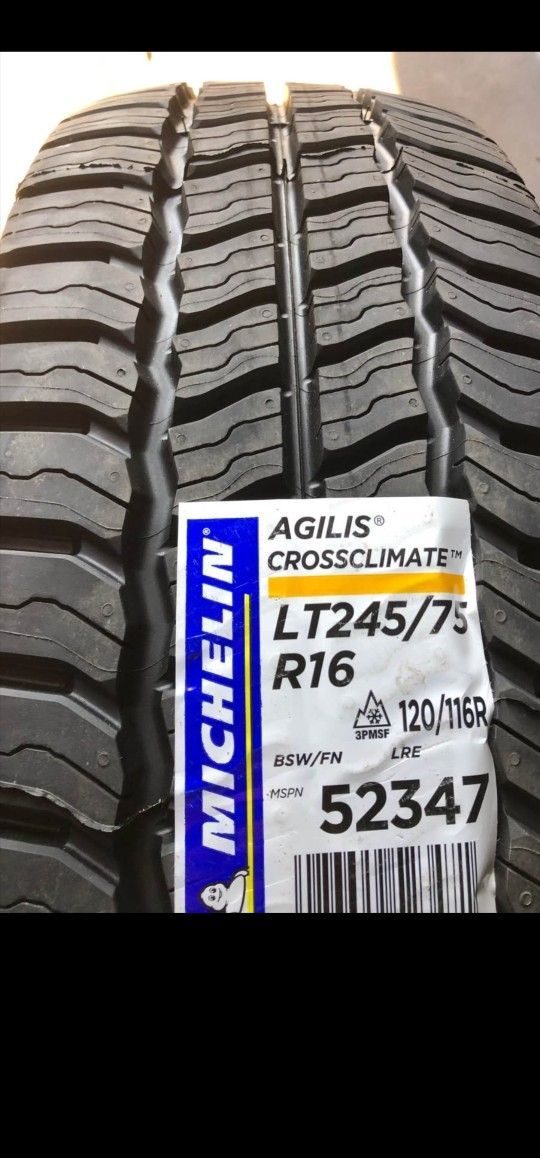 MICHELIN®
AGILIS®
CROSSCLIMATE™
LT245/75
R16
3PMSF
120/116R
BSW/FN
LRE
MSPN
52347